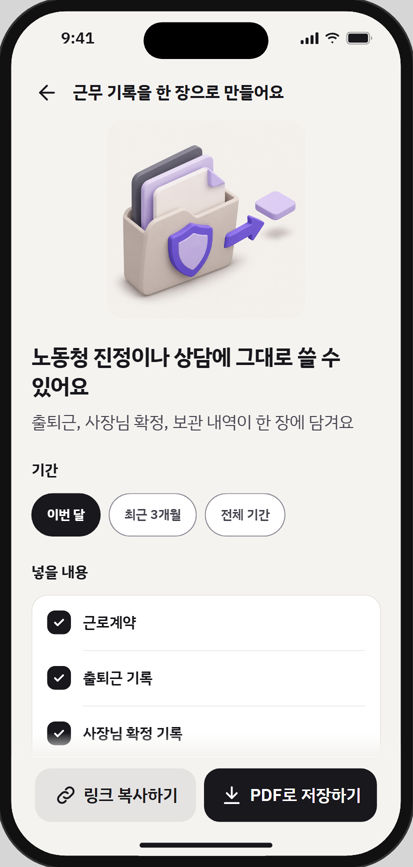 9:41
근무 기록을 한 장으로 만들어요
노동청 진정이나 상담에 그대로 쓸 수
있어요
출퇴근, 사장님 확정, 보관 내역이 한 장에 담겨요
기간
이번 달
최근 3개월
전체 기간
넣을 내용
근로계약
출퇴근 기록
사장님 확정 기록
링크 복사하기
PDF로 저장하기